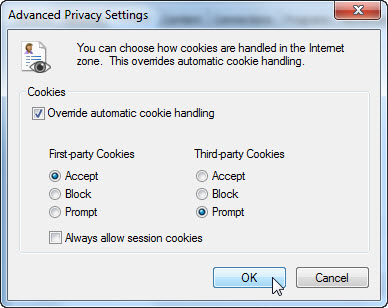 Advanced Privacy Settings
You can choose how cookies are handled in the Internet
zone. This overrides automatic cookie handling.
Cookies
Override automatic cookie handling
First-party Cookies Third-party Cookies
Accept Accept
Block Block
Prompt Prompt
Always allow session cookies
OK Cancel